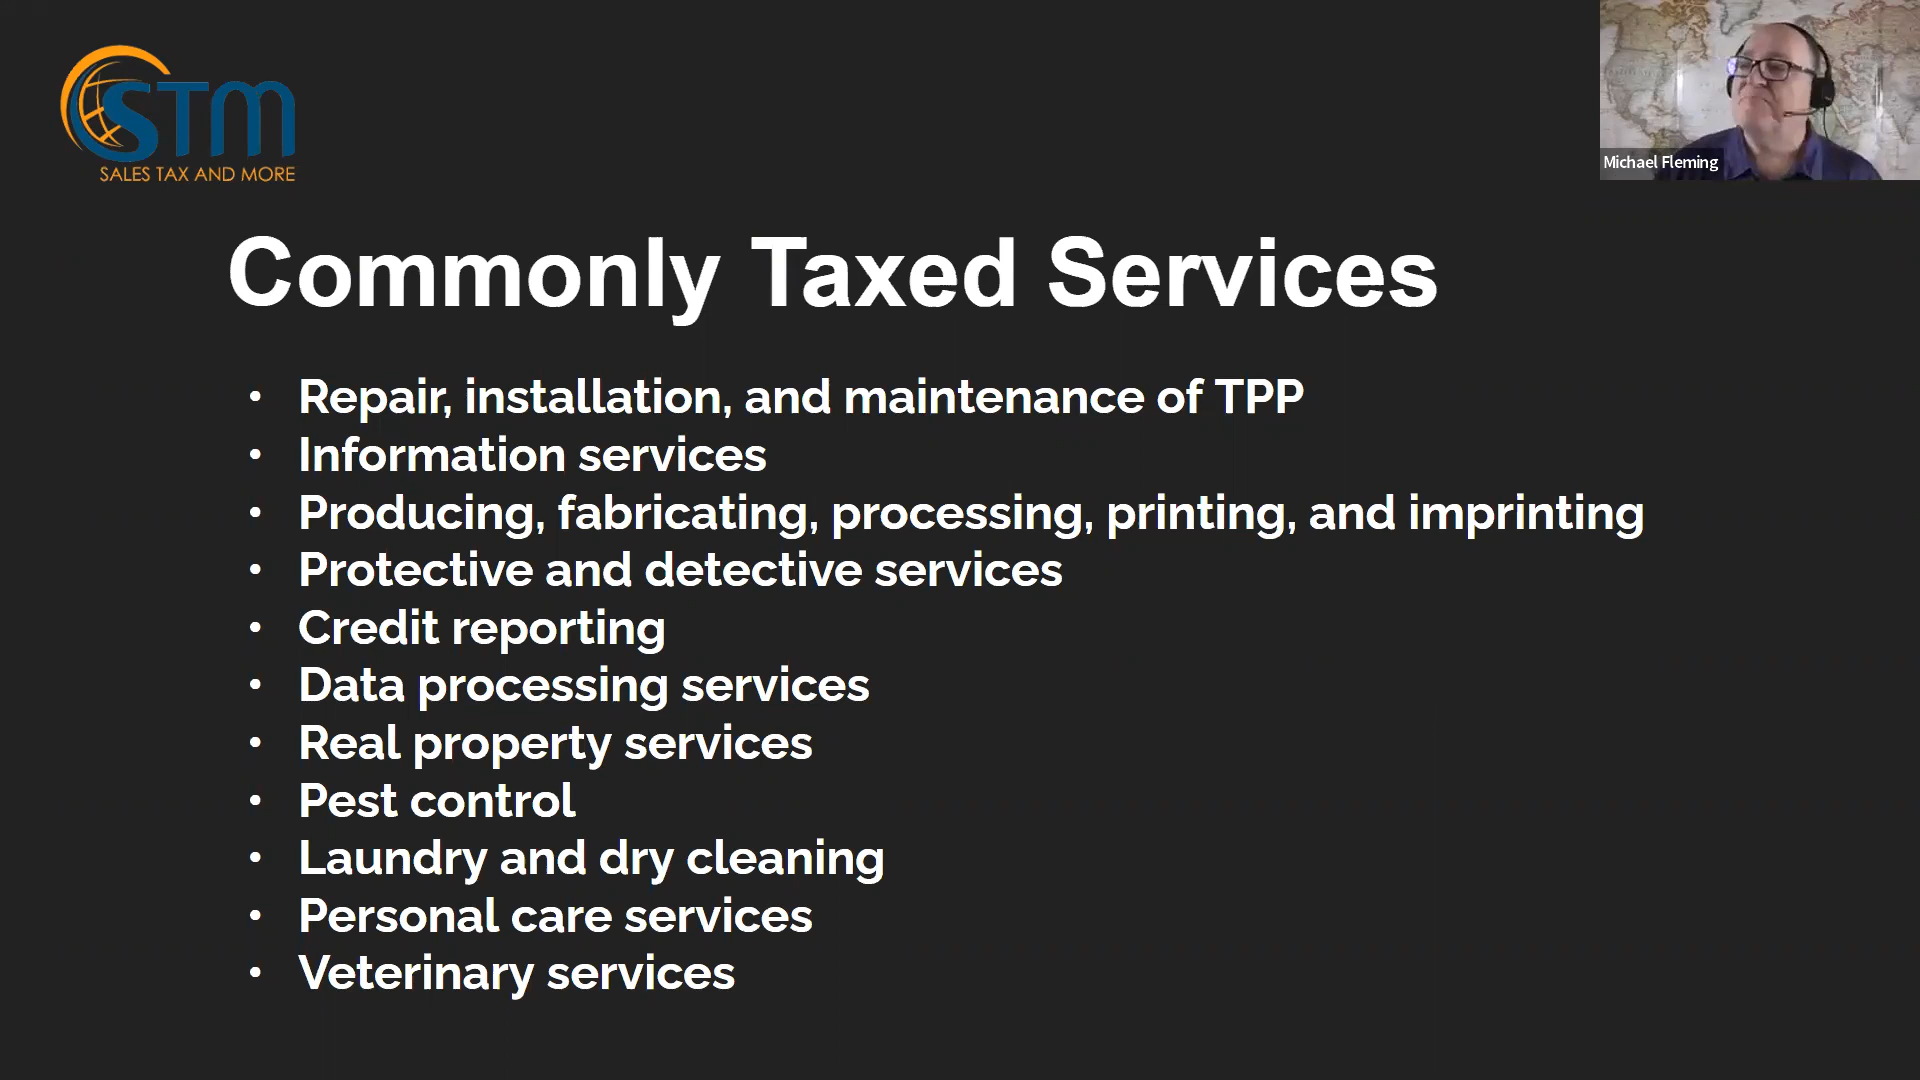 STM
SALES TAX AND MORE
Michael Fleming
Commonly Taxed Services
• Repair, installation, and maintenance of TPP
• Information services
• Producing, fabricating, processing, printing, and imprinting
• Protective and detective services
• Credit reporting
• Data processing services
• Real property services
• Pest control
• Laundry and dry cleaning
• Personal care services
• Veterinary services